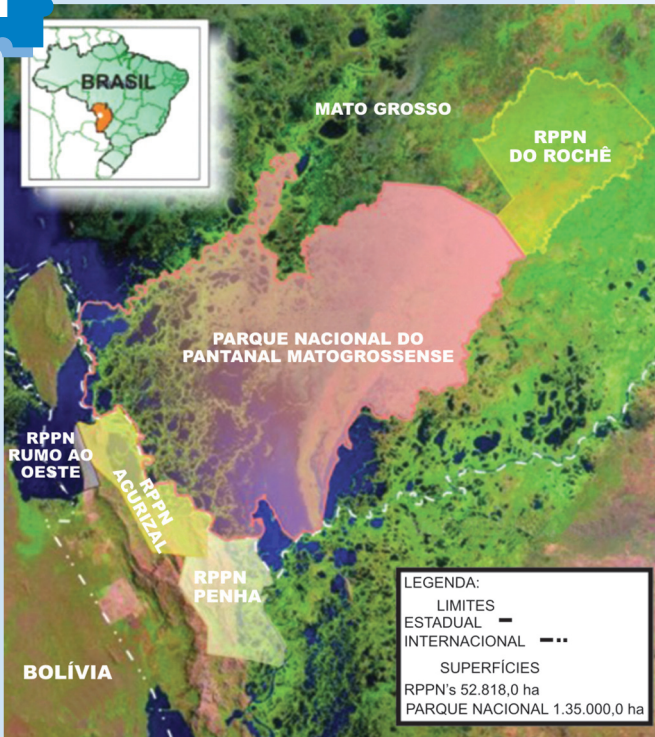 BRASIL
MATO GROSSO
RPPN
DO ROCHÊ
PARQUE NACIONAL DO
PANTANAL MATOGROSSENSE
RPPN
RUMO AO
OESTE
RPPN
ACURIZAL
RPPN
PENHA
BOLÍVIA
LEGENDA:
LIMITES
ESTADUAL
INTERNACIONAL
SUPERFÍCIES
RPPN's 52.818,0 ha
PARQUE NACIONAL 1.35.000,0 ha